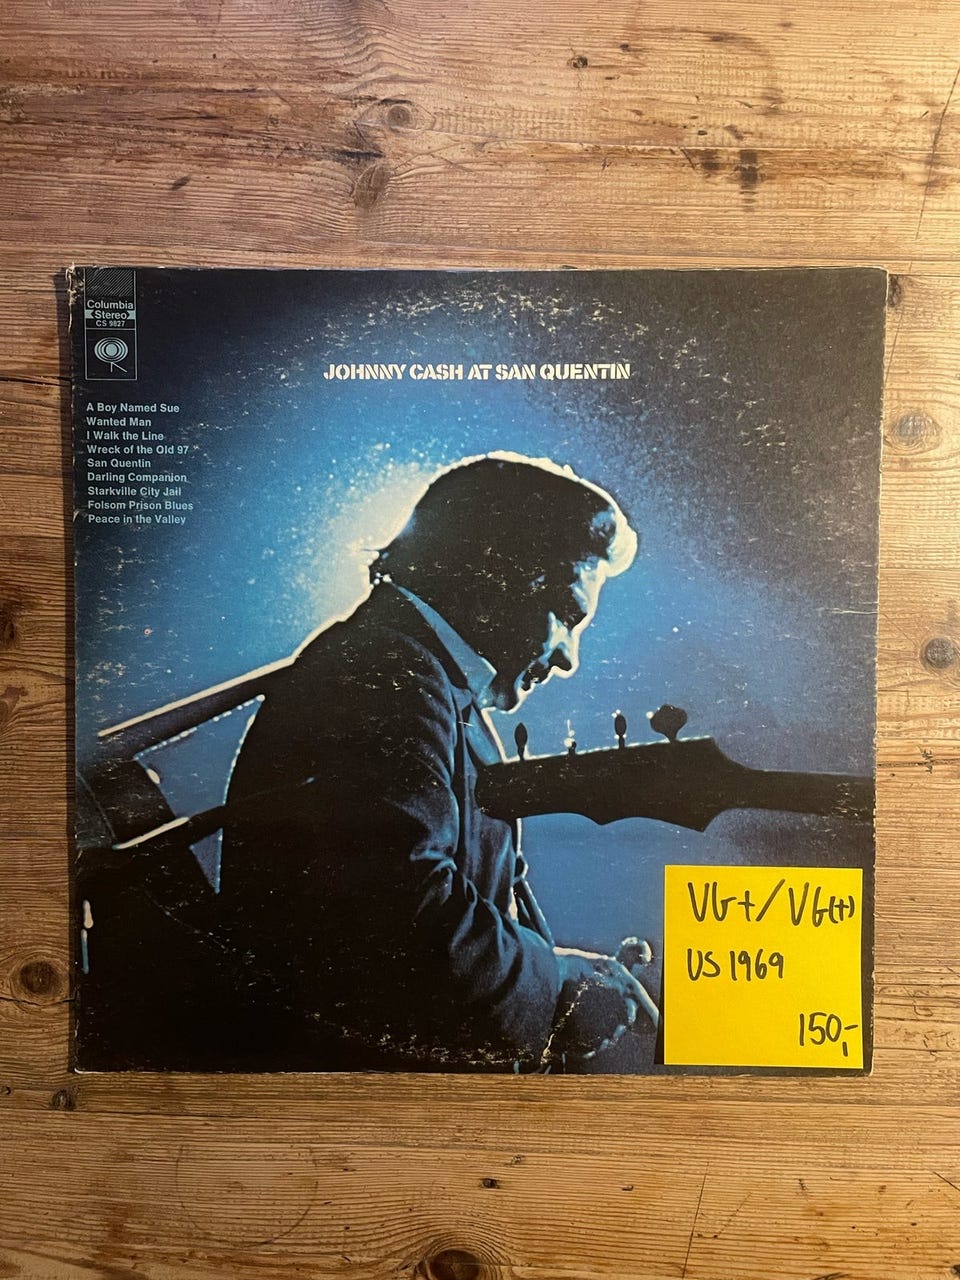 Columbia
Stereo
CS 9827
JOHNNY CASH AT SAN QUENTIN
A Boy Named Sue
Wanted Man
I Walk the Line
Wreck of the Old 97
San Quentin
Darling Companion
Starkville City Jail
Folsom Prison Blues
Peace in the Valley
VG+/VG(+)
US 1969
150,-